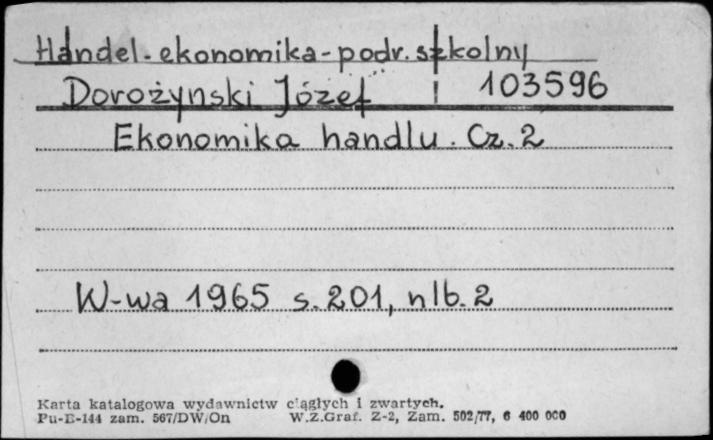 Handel-ekonomika-podr. szkolny
Dorożynski Józef 103596
Ekonomika handlu. Cz. 2
W-wa 1965 s. 201, nlb. 2
Karta katalogowa wydawnictw ciągłych i zwartych.
Pu-E-144 zam. 567/DW/On W.Z.Graf. Z-2, Zam. 502/77, 6 400 000